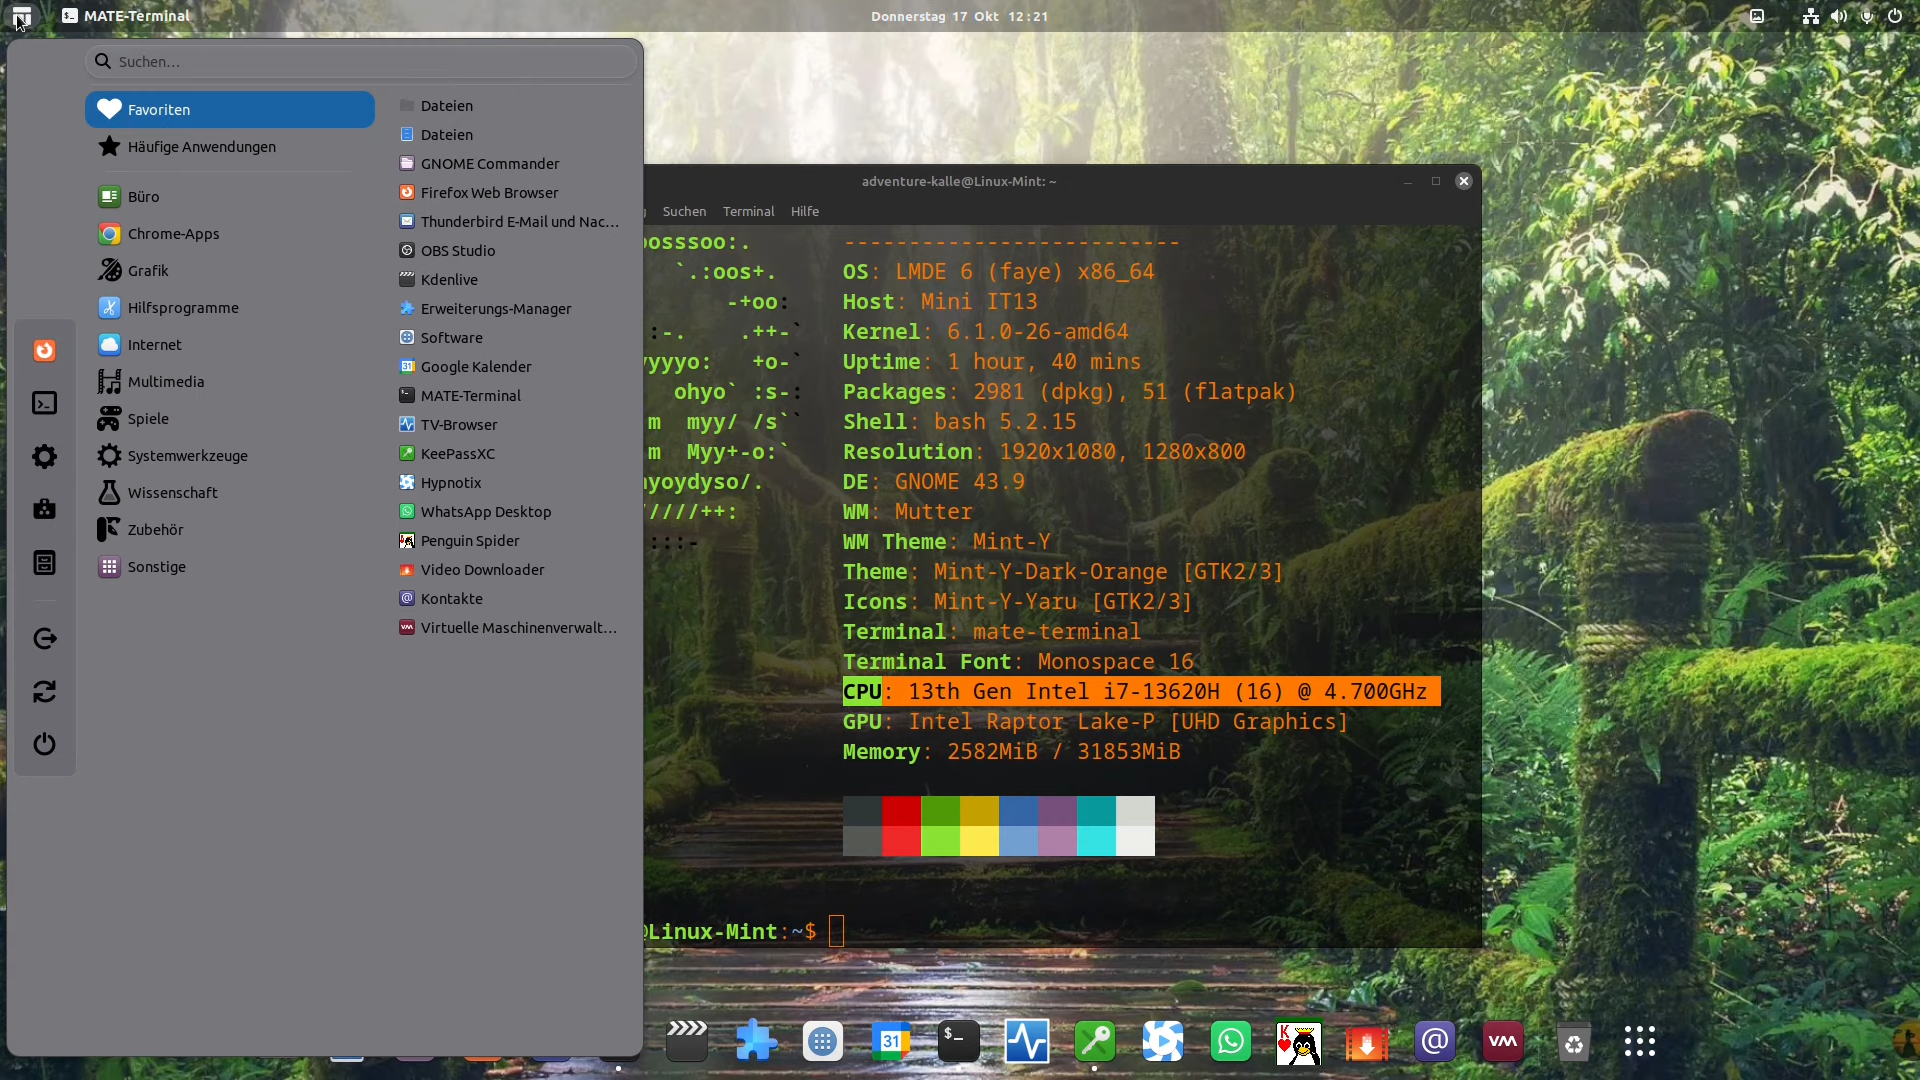 MATE-Terminal
Donnerstag 17 Okt 12:21
Suchen…
Favoriten
Häufige Anwendungen
Büro
Chrome-Apps
Grafik
Hilfsprogramme
Internet
Multimedia
Spiele
Systemwerkzeuge
Wissenschaft
Zubehör
Sonstige
Dateien
Dateien
GNOME Commander
Firefox Web Browser
Thunderbird E-Mail und Nac…
OBS Studio
Kdenlive
Erweiterungs-Manager
Software
Google Kalender
MATE-Terminal
TV-Browser
KeePassXC
Hypnotix
WhatsApp Desktop
Penguin Spider
Video Downloader
Kontakte
Virtuelle Maschinenverwalt…
adventure-kalle@Linux-Mint: ~
Suchen Terminal Hilfe
osssoo:. --------------------------
`.:oos+. OS: LMDE 6 (faye) x86_64
-+oo: Host: Mini IT13
:-. .++-` Kernel: 6.1.0-26-amd64
yyyyo: +o-` Uptime: 1 hour, 40 mins
ohyo` :s-: Packages: 2981 (dpkg), 51 (flatpak)
m myy/ /s`` Shell: bash 5.2.15
m Myy+-o:` Resolution: 1920x1080, 1280x800
yoydyso/. DE: GNOME 43.9
////++: WM: Mutter
:::- WM Theme: Mint-Y
Theme: Mint-Y-Dark-Orange [GTK2/3]
Icons: Mint-Y-Yaru [GTK2/3]
Terminal: mate-terminal
Terminal Font: Monospace 16
CPU: 13th Gen Intel i7-13620H (16) @ 4.700GHz
GPU: Intel Raptor Lake-P [UHD Graphics]
Memory: 2582MiB / 31853MiB
@Linux-Mint:~$
31
$-
K
@
VM